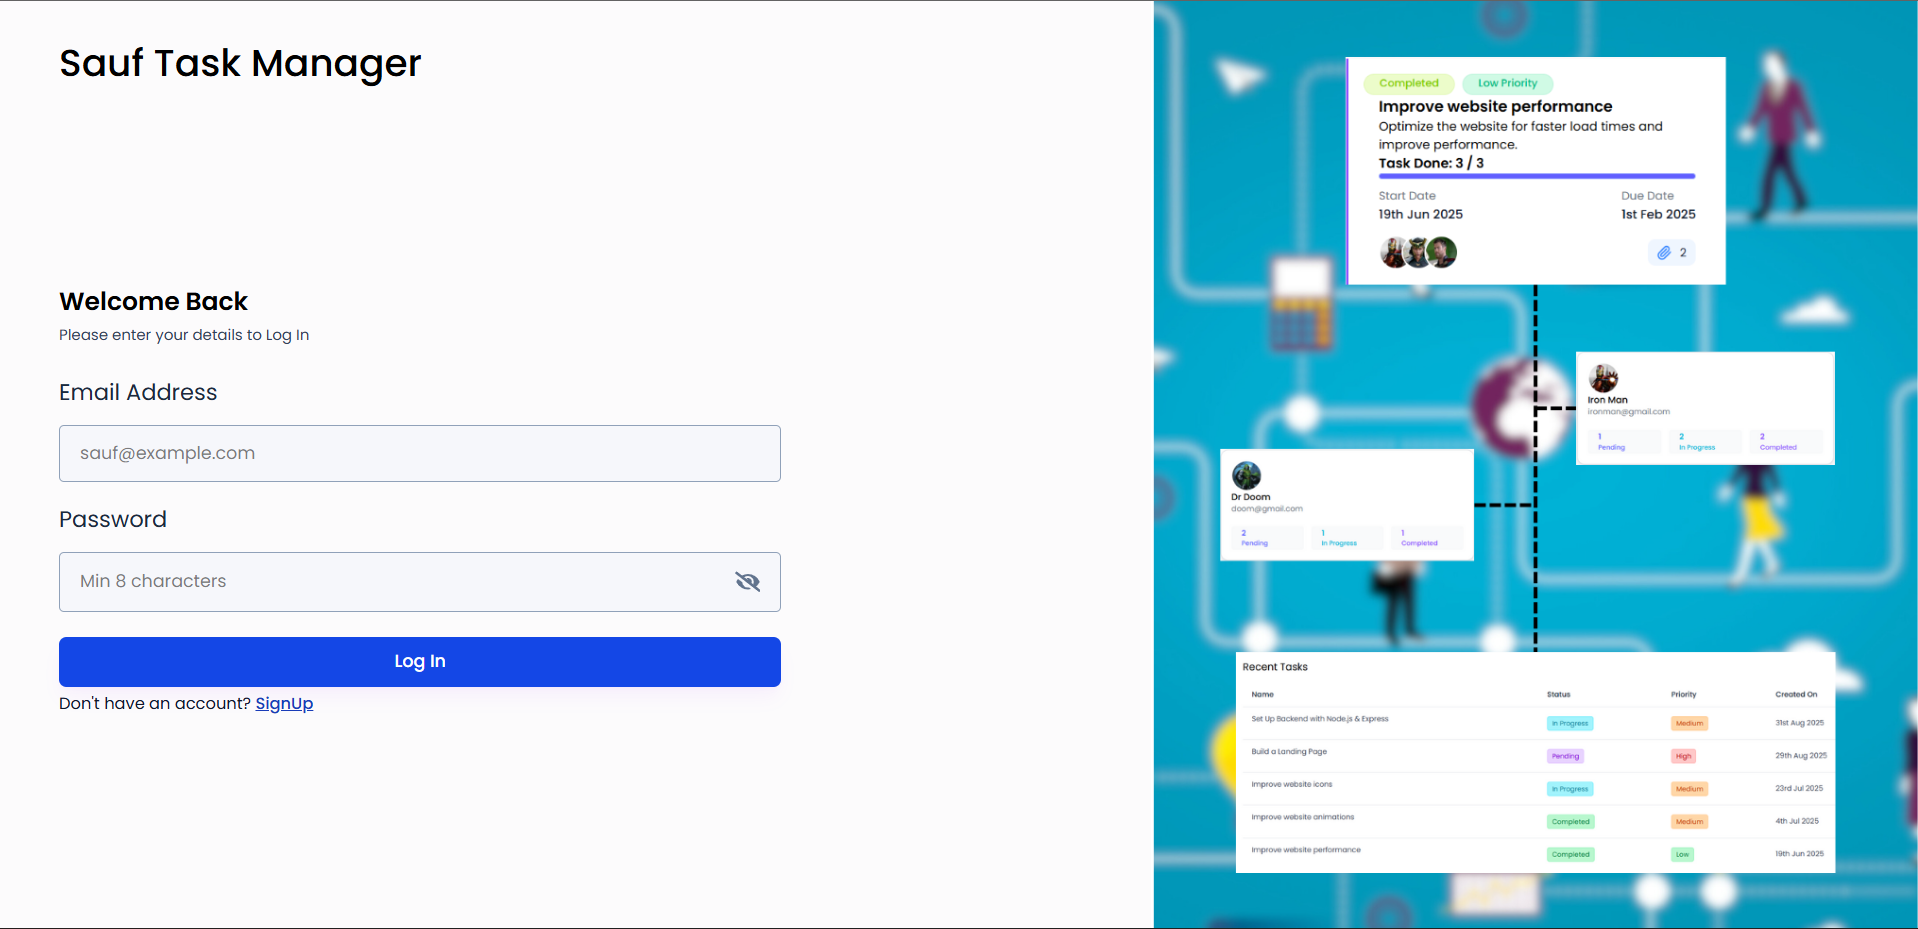 Sauf Task Manager
Welcome Back
Please enter your details to Log In
Email Address
sauf@example.com
Password
Min 8 characters
Log In
Don't have an account? SignUp
Completed Low Priority
Improve website performance
Optimize the website for faster load times and
improve performance.
Task Done: 3 / 3
Start Date Due Date
19th Jun 2025 1st Feb 2025
2
Iron Man
ironman@gmail.com
1 2 2
Pending In Progress Completed
Dr Doom
doom@gmail.com
2 1 1
Pending In Progress Completed
Recent Tasks
Name Status Priority Created On
Set Up Backend with Node.js & Express In Progress Medium 31st Aug 2025
Build a Landing Page Pending High 29th Aug 2025
Improve website icons In Progress Medium 23rd Jul 2025
Improve website animations Completed Medium 4th Jul 2025
Improve website performance Completed Low 19th Jun 2025